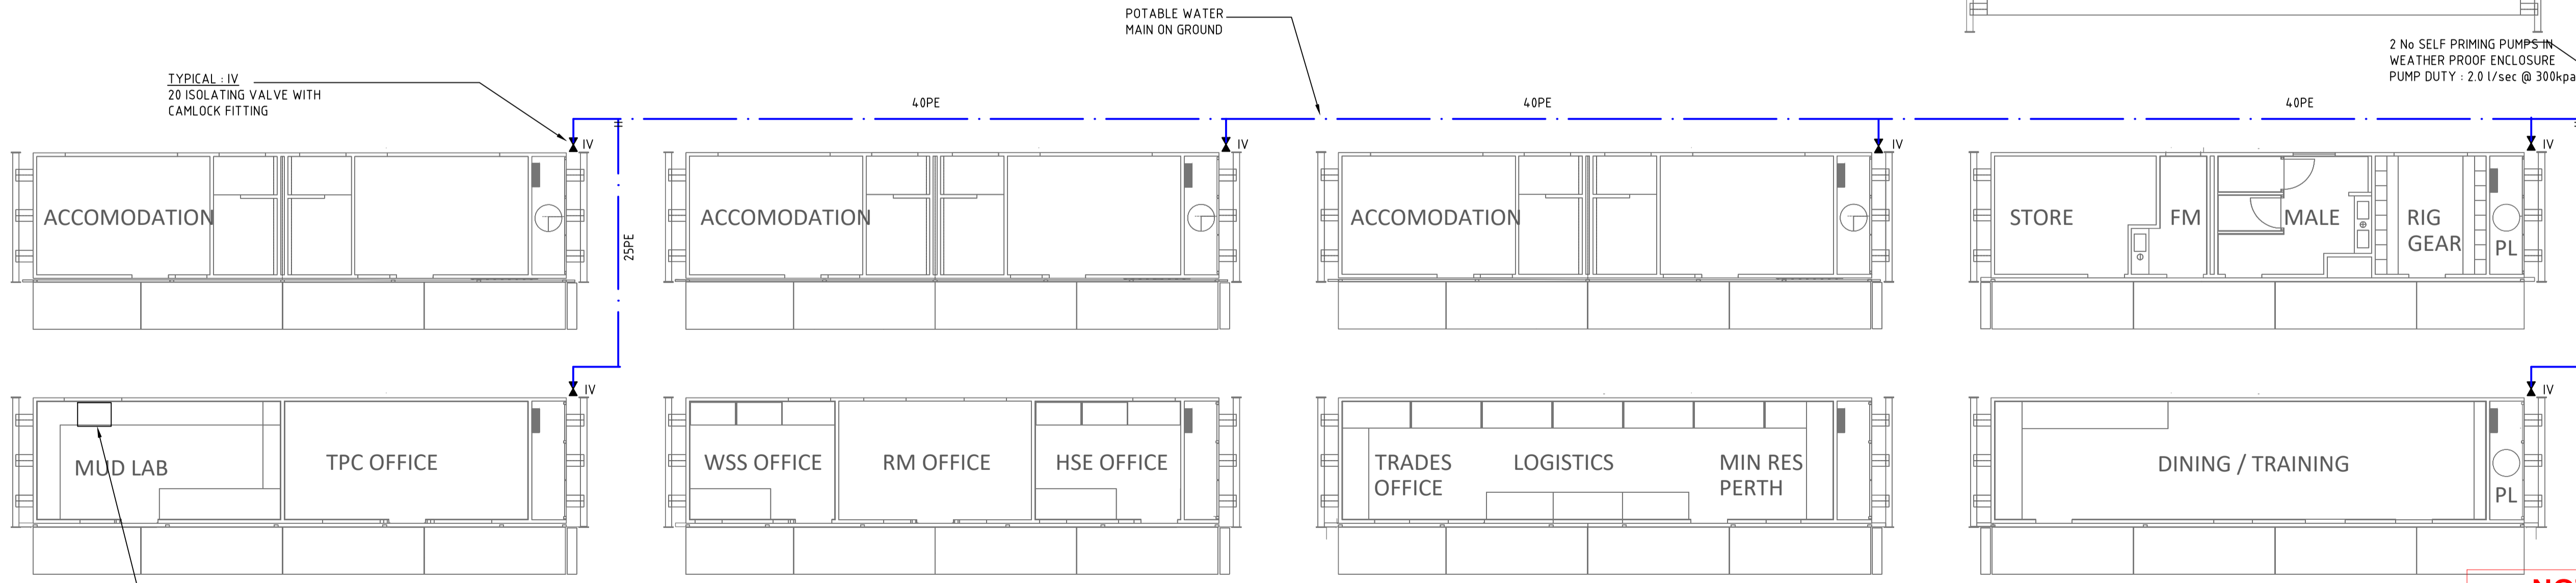 POTABLE WATER
MAIN ON GROUND
2 No SELF PRIMING PUMPS IN
WEATHER PROOF ENCLOSURE
PUMP DUTY : 2.0 l/sec @ 300kpa
TYPICAL : IV
20 ISOLATING VALVE WITH
CAMLOCK FITTING
40PE
40PE
40PE
IV
IV
IV
IV
25PE
ACCOMODATION
ACCOMODATION
ACCOMODATION
STORE
FM
MALE
RIG
GEAR
PL
IV
IV
MUD LAB
TPC OFFICE
WSS OFFICE
RM OFFICE
HSE OFFICE
TRADES
OFFICE
LOGISTICS
MIN RES
PERTH
DINING / TRAINING
PL